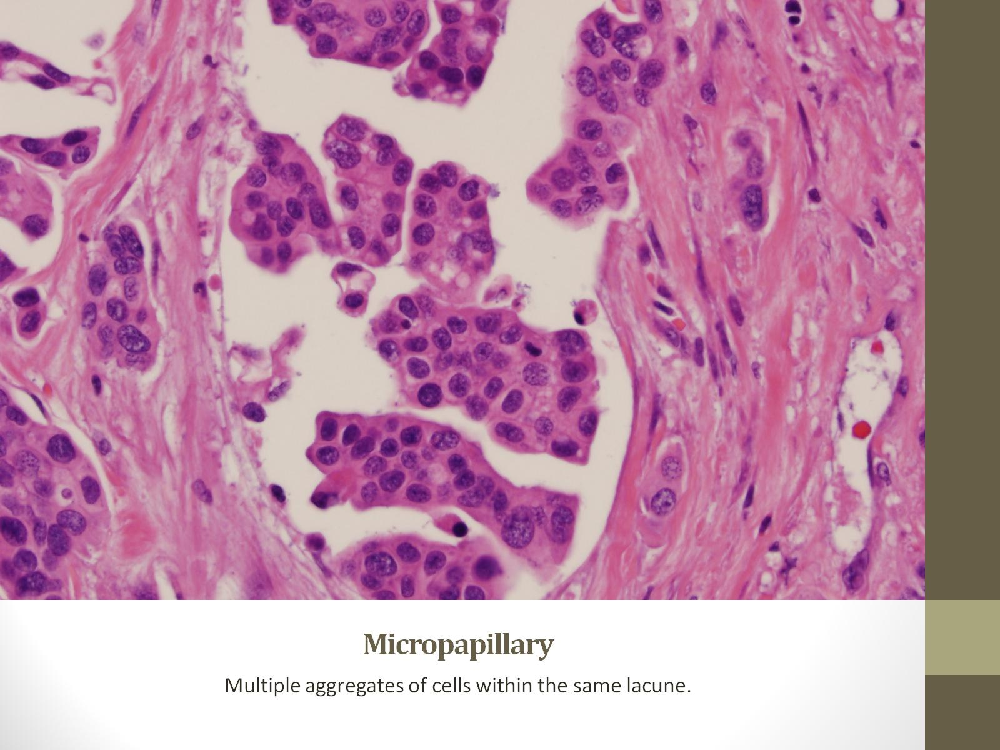 Micropapillary
Multiple aggregates of cells within the same lacune.